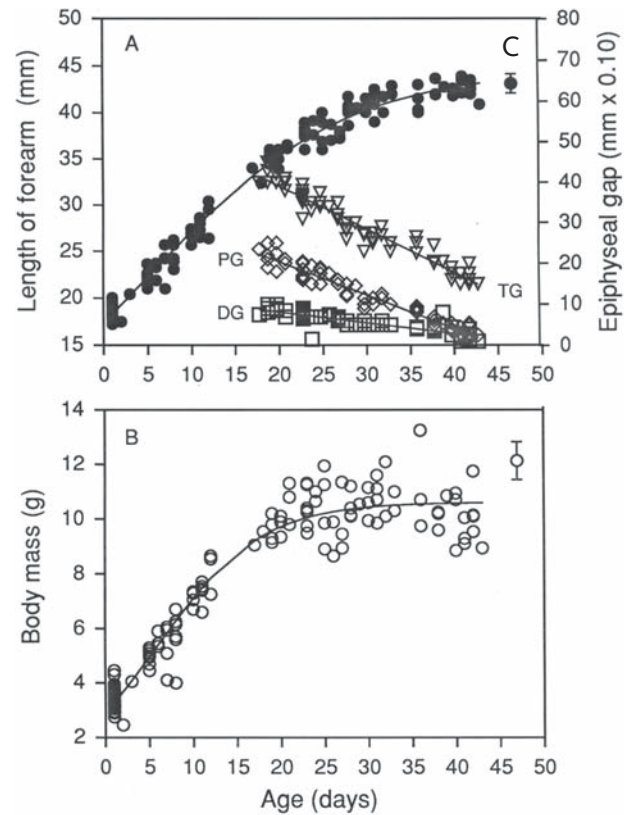 A
C
Length of forearm (mm)
50
45
40
35
30
25
20
15
Epiphyseal gap (mm x 0.10)
80
70
60
50
40
30
20
10
0
PG
DG
TG
0 5 10 15 20 25 30 35 40 45 50
B
Body mass (g)
14
12
10
8
6
4
2
0 5 10 15 20 25 30 35 40 45 50
Age (days)